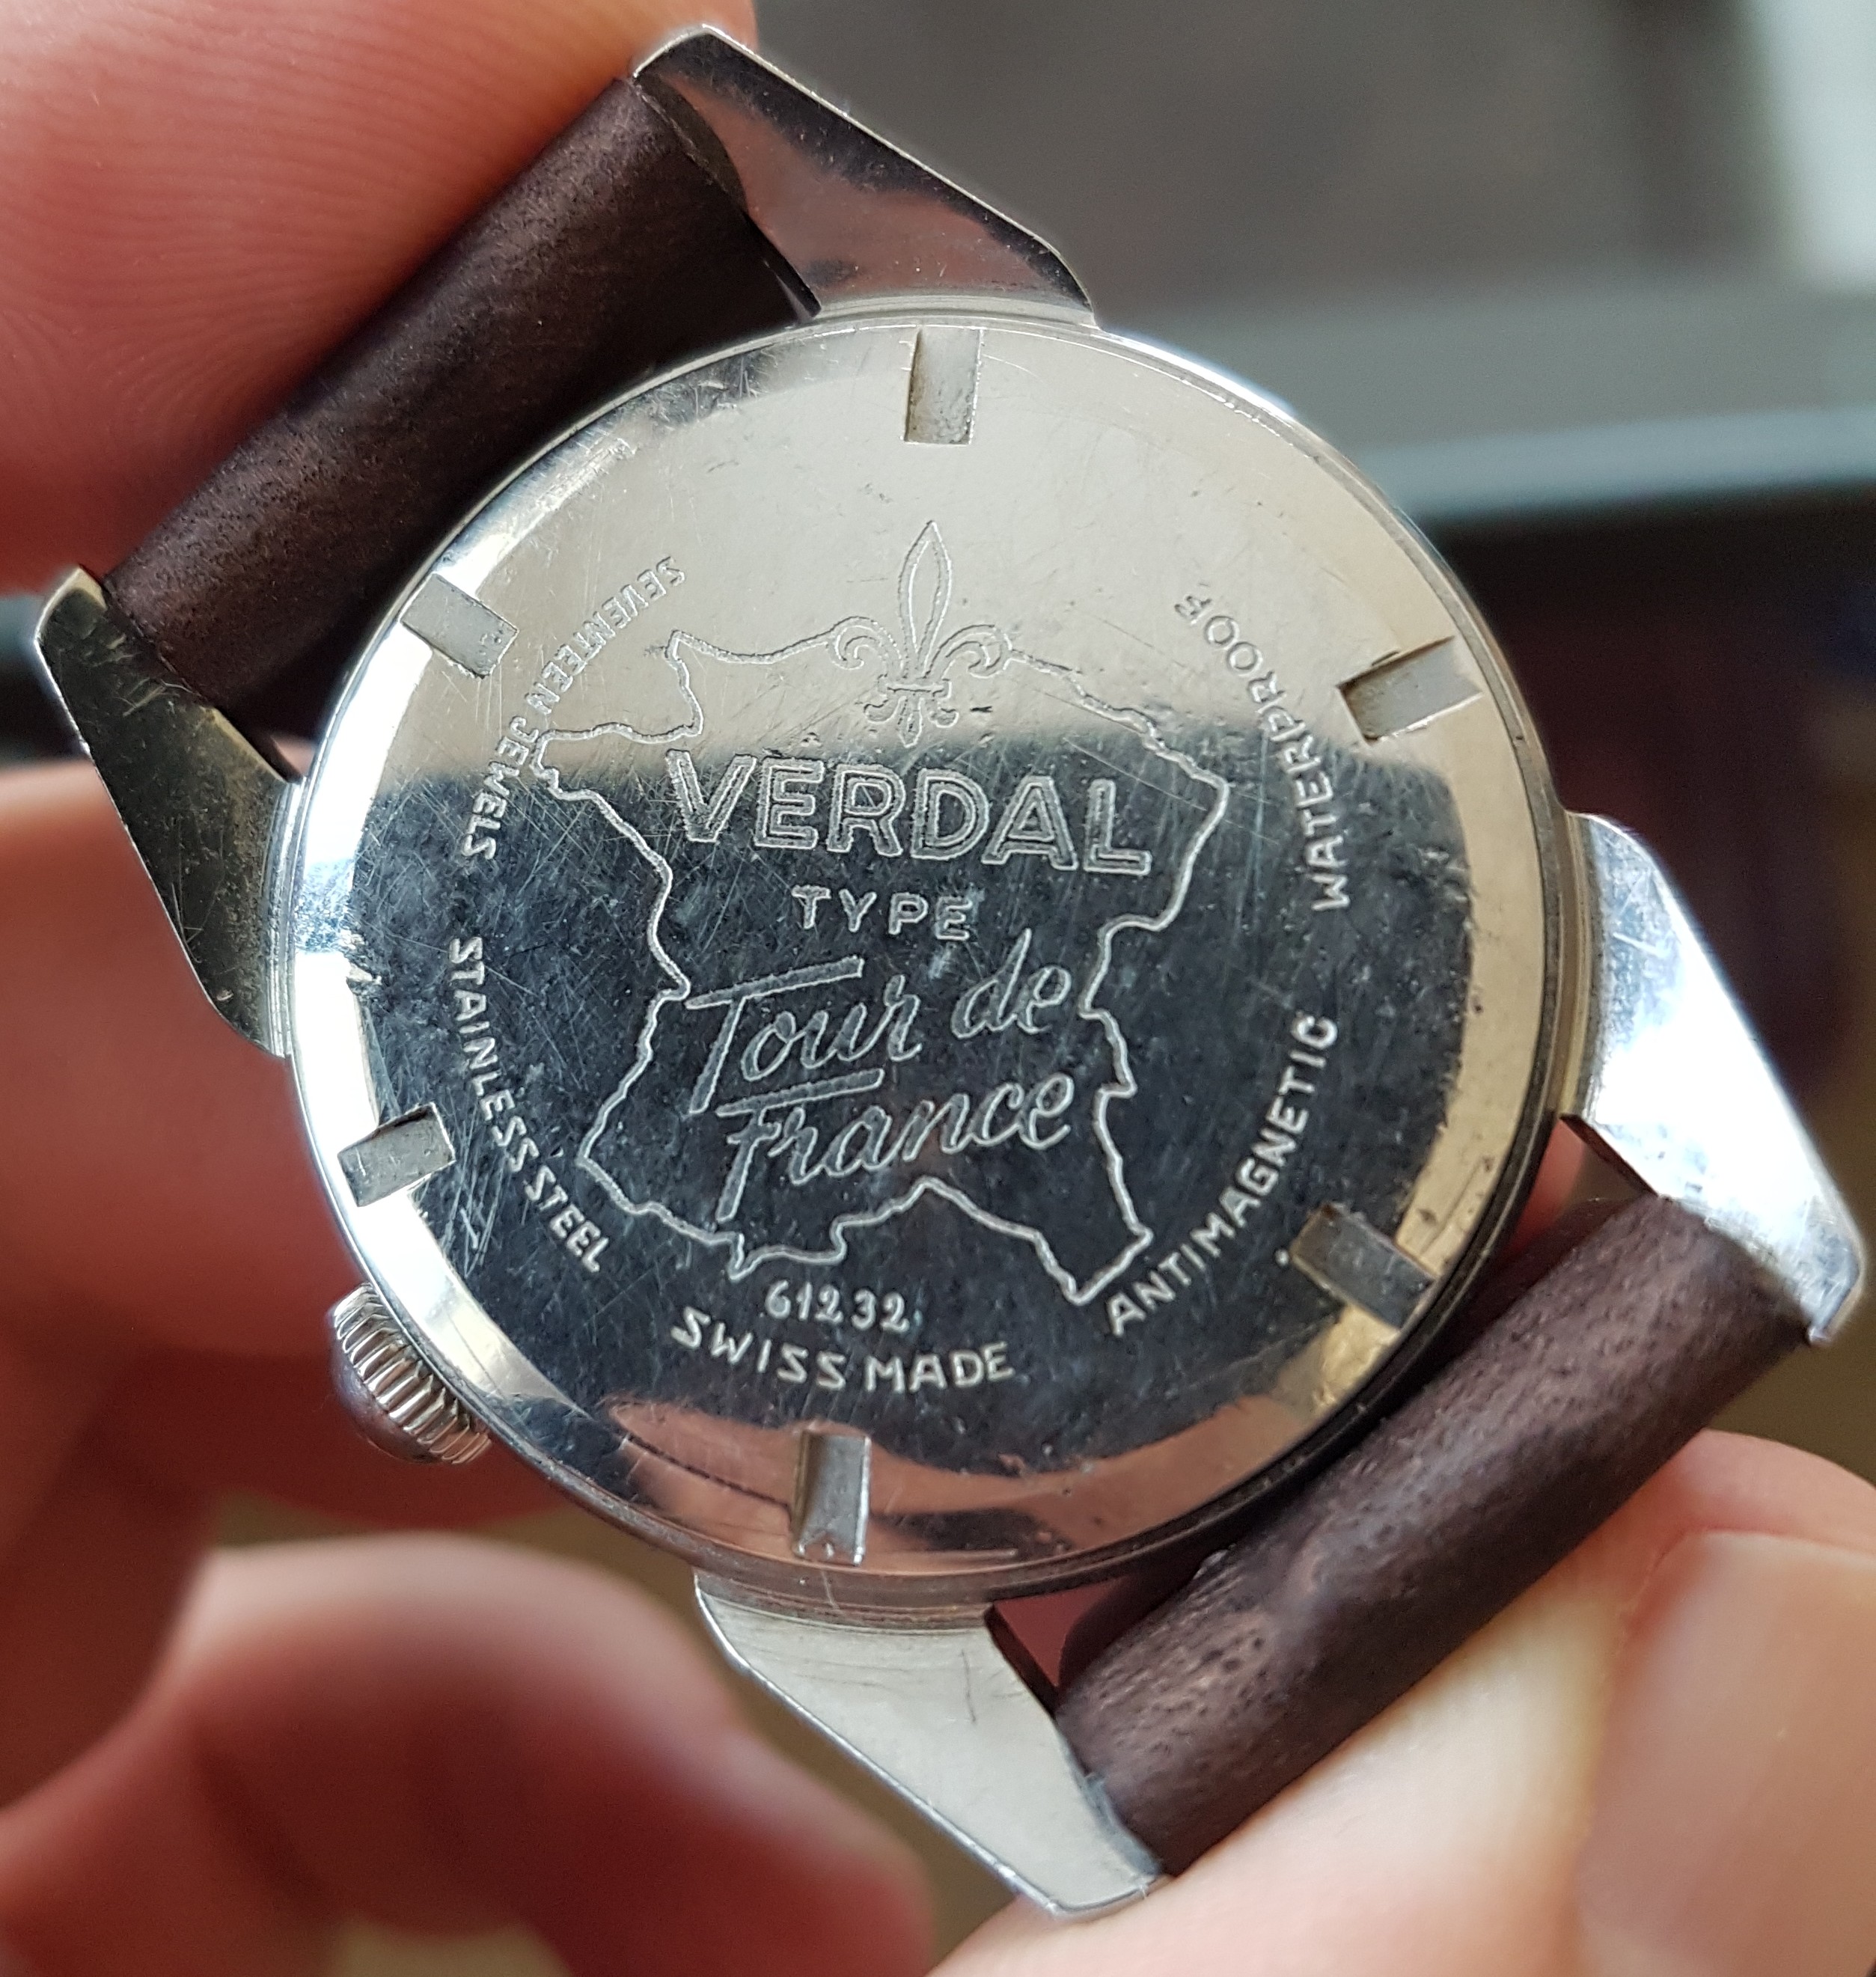 SEVENTEEN JEWELS
WATERPROOF
VERDAL
TYPE
Tour de
France
STAINLESS STEEL
ANTIMAGNETIC
61232
SWISS MADE